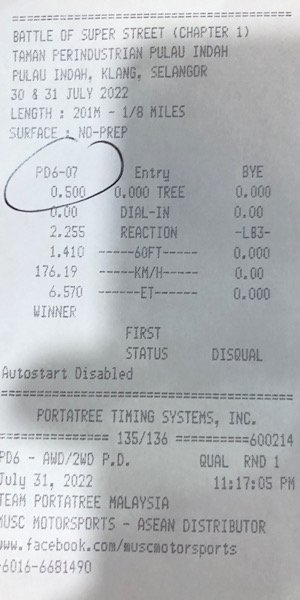 ==================================
BATTLE OF SUPER STREET (CHAPTER 1)
TAMAN PERINDUSTRIAN PULAU INDAH
PULAU INDAH, KLANG, SELANGOR
30 & 31 JULY 2022
LENGTH : 201M - 1/8 MILES
SURFACE : NO-PREP
PD6-07 Entry BYE
0.500 0.000 TREE 0.000
0.00 DIAL-IN 0.00
2.255 REACTION -LB3-
1.410 -----60FT----- 0.000
176.19 -----KM/H----- 0.00
6.570 ------ET------ 0.000
WINNER
FIRST
STATUS DISQUAL
Autostart Disabled
==================================
PORTATREE TIMING SYSTEMS, INC.
============== 135/136 ==========600214
PD6 - AWD/2WD P.D. QUAL RND 1
July 31, 2022 11:17:05 PM
TEAM PORTATREE MALAYSIA
MUSC MOTORSPORTS - ASEAN DISTRIBUTOR
www.facebook.com/muscmotorsports
-6016-6681490